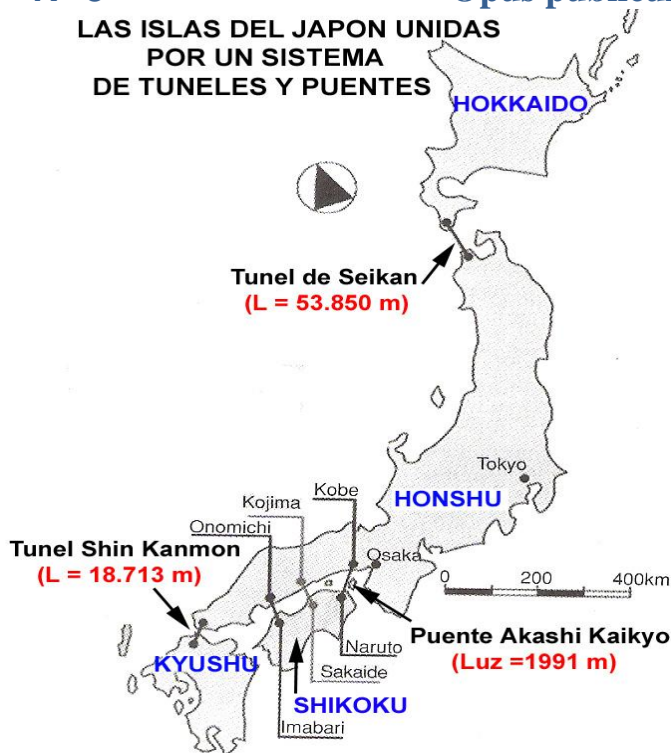 LAS ISLAS DEL JAPON UNIDAS
POR UN SISTEMA
DE TUNELES Y PUENTES
HOKKAIDO
Tunel de Seikan
(L = 53.850 m)
Tokyo
HONSHU
Kobe
Kojima
Onomichi
Osaka
Tunel Shin Kanmon
(L = 18.713 m)
0 200 400km
Puente Akashi Kaikyo
(Luz =1991 m)
Naruto
KYUSHU
Sakaide
SHIKOKU
Imabari